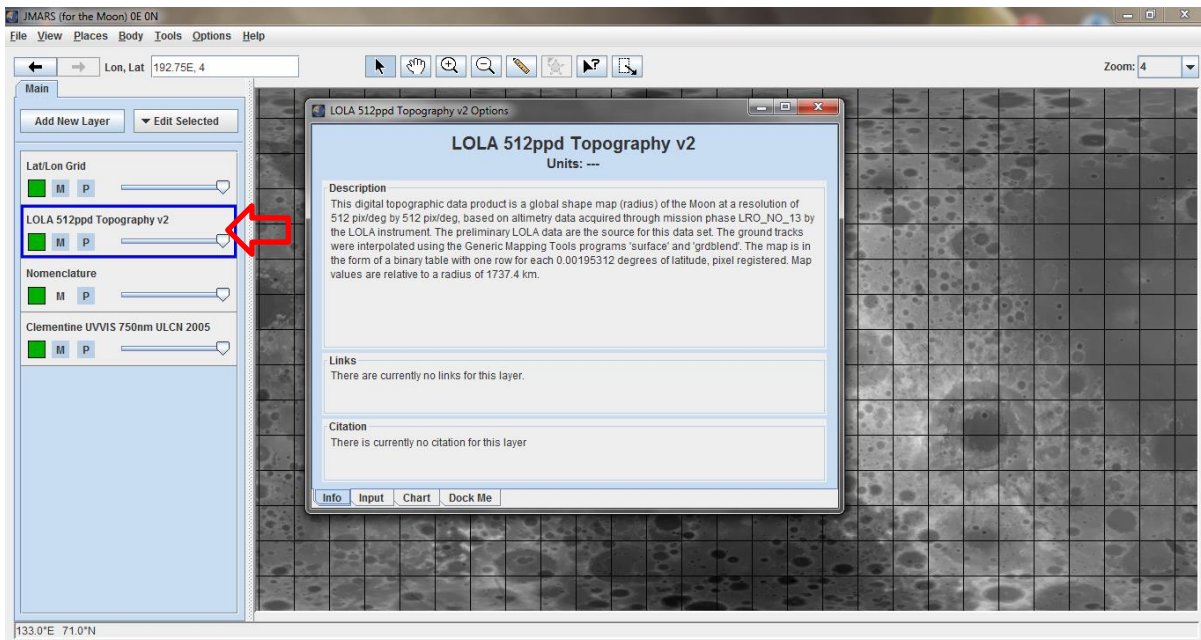 JMARS (for the Moon) 0E 0N
File View Places Body Tools Options Help
Lon, Lat 192.75E, 4
Zoom: 4
Main
Add New Layer
Edit Selected
Lat/Lon Grid
M P
LOLA 512ppd Topography v2
M P
Nomenclature
M P
Clementine UVVIS 750nm ULCN 2005
M P
LOLA 512ppd Topography v2 Options
LOLA 512ppd Topography v2
Units: ---
Description
This digital topographic data product is a global shape map (radius) of the Moon at a resolution of
512 pix/deg by 512 pix/deg, based on altimetry data acquired through mission phase LRO_NO_13 by
the LOLA instrument. The preliminary LOLA data are the source for this data set. The ground tracks
were interpolated using the Generic Mapping Tools programs 'surface' and 'grdblend'. The map is in
the form of a binary table with one row for each 0.00195312 degrees of latitude, pixel registered. Map
values are relative to a radius of 1737.4 km.
Links
There are currently no links for this layer.
Citation
There is currently no citation for this layer
Info Input Chart Dock Me
133.0°E 71.0°N